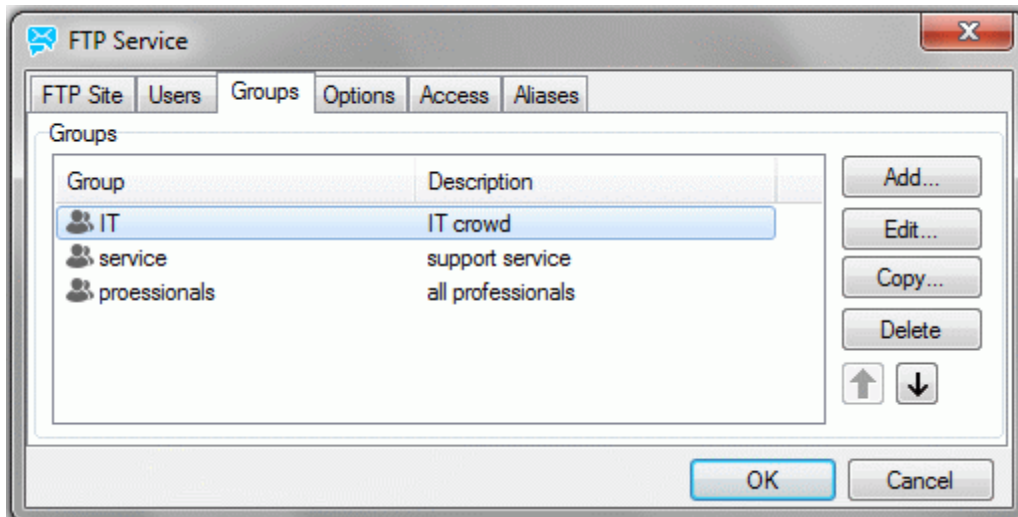 FTP Service
FTP Site Users Groups Options Access Aliases
Groups
Group Description
IT IT crowd
service support service
proessionals all professionals
Add...
Edit...
Copy...
Delete
OK Cancel